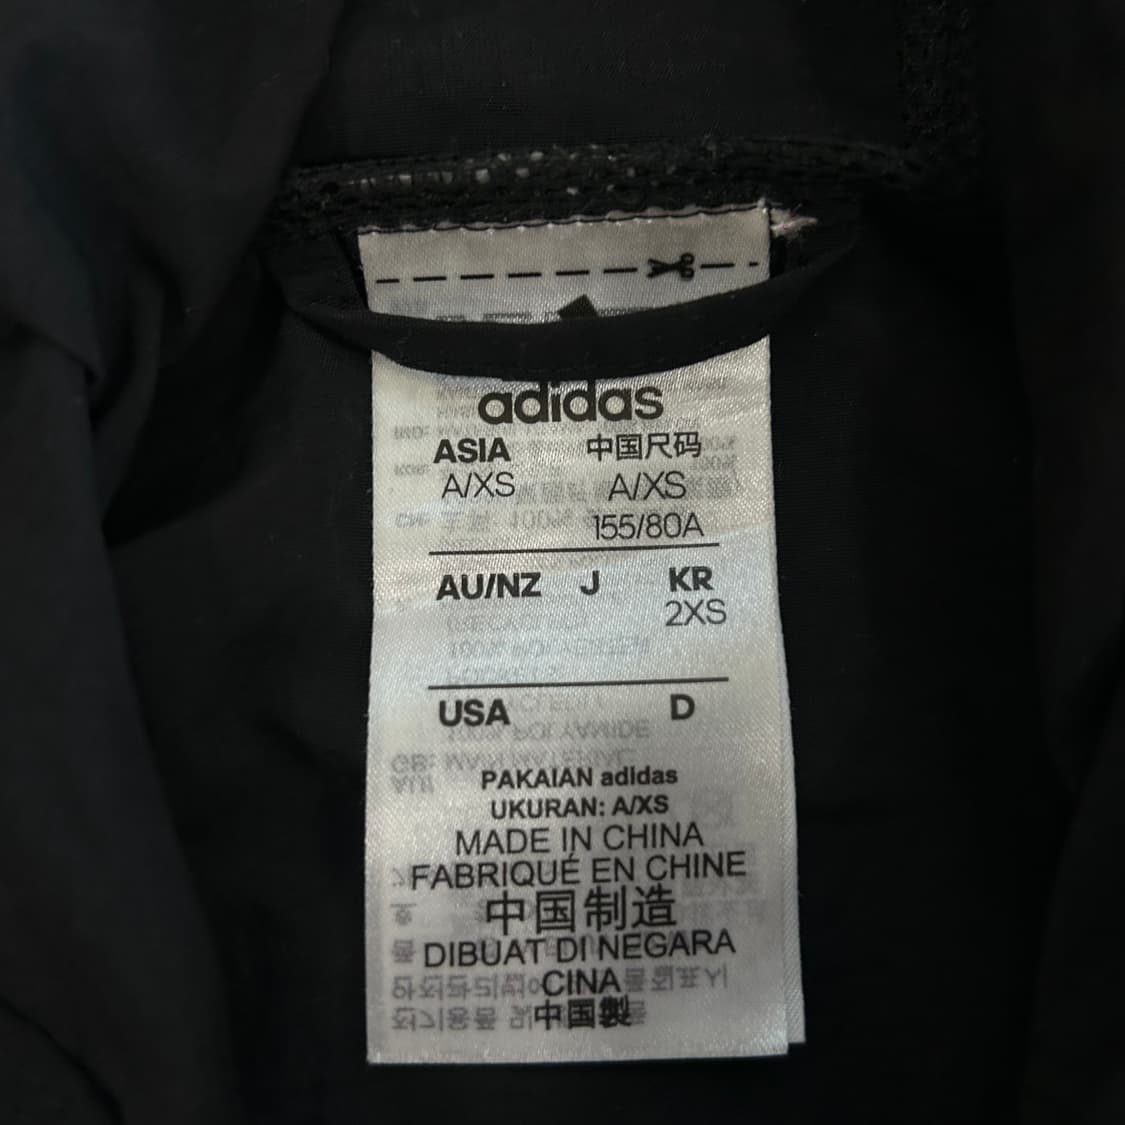 adidas
ASIA 中国尺码
A/XS A/XS
155/80A
AU/NZ J KR
2XS
USA D
PAKAIAN adidas
UKURAN: A/XS
MADE IN CHINA
FABRIQUÉ EN CHINE
中国制造
DIBUAT DI NEGARA
CINA
中国製